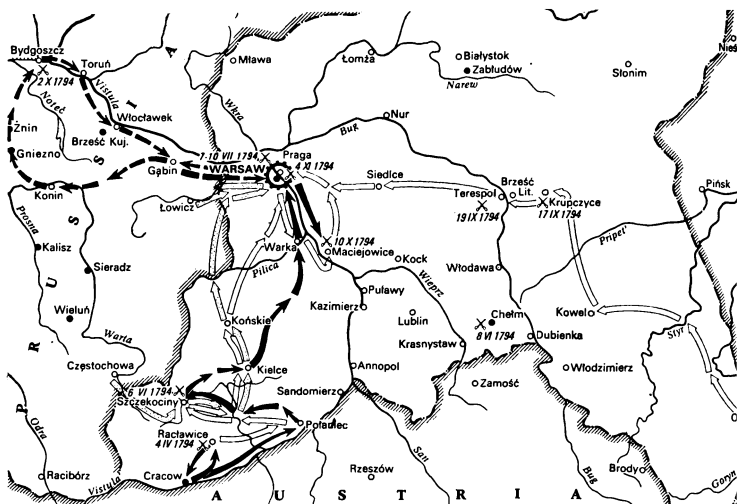 Bydgoszcz
2 X 1794
Toruń
Vistula
Noteć
Włocławek
Brześć Kuj.
Żnin
Gniezno
Konin
Gąbin
Mława
Wkra
Łomża
Białystok
Zabłudów
Narew
Słonim
Nieś
Nur
Bug
7-10 VII 1794
Praga
4 XI 1794
WARSAW
Siedlce
Łowicz
Terespol
Brześć Lit.
19 IX 1794
Krupczyce
17 IX 1794
Pińsk
Pripet'
Prosna
Kalisz
Sieradz
Wieluń
Warta
Warka
10 X 1794
Maciejowice
Pilica
Kock
Wieprz
Włodawa
Puławy
Kazimierz
Lublin
Końskie
Chełm
8 VI 1794
Krasnystaw
Dubienka
Kowel
Styr
Włodzimierz
Częstochowa
6 VI 1794
Szczekociny
Kielce
Annopol
Sandomierz
Zamość
Racławice
4 IV 1794
Połaniec
Cracow
Odra
Racibórz
Vistula
Rzeszów
San
Bug
Brody
Goryn
P R U S S I A
A U S T R I A